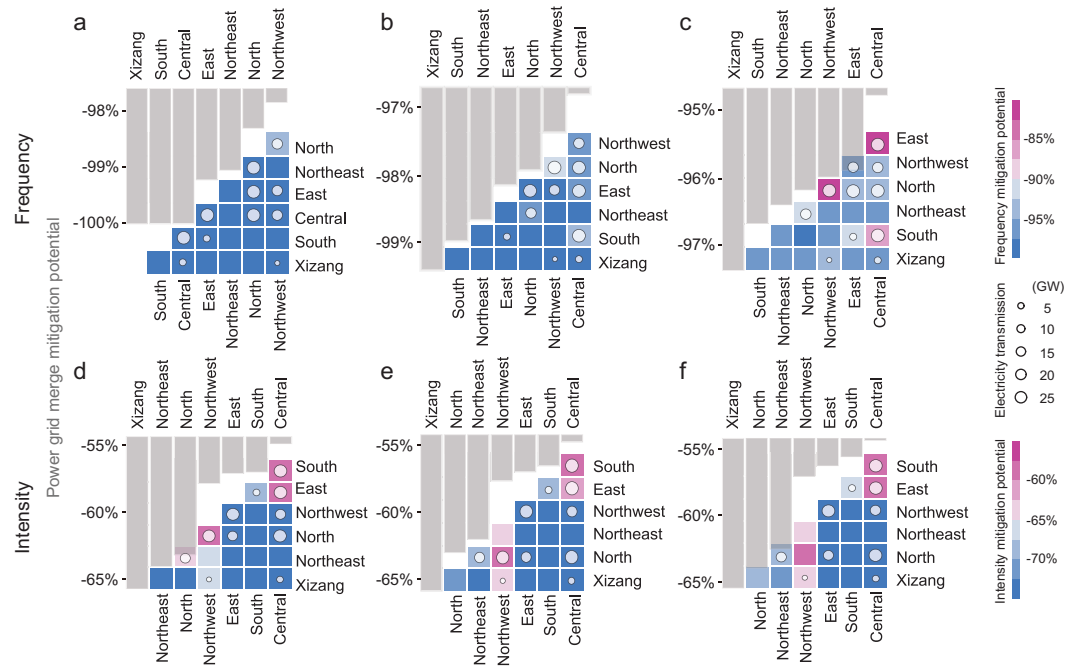 a
Xizang
South
Central
East
Northeast
North
Northwest
-98%
-99%
-100%
North
Northeast
East
Central
South
Xizang
South
Central
East
Northeast
North
Northwest
b
Xizang
South
Northeast
East
North
Northwest
Central
-97%
-98%
-99%
Northwest
North
East
Northeast
South
Xizang
South
Northeast
East
North
Northwest
Central
c
Xizang
South
Northeast
North
Northwest
East
Central
-95%
-96%
-97%
East
Northwest
North
Northeast
South
Xizang
South
Northeast
North
Northwest
East
Central
Frequency
Power grid merge mitigation potential
Intensity
-85%
-90%
-95%
Frequency mitigation potential
(GW)
5
10
15
20
25
Electricity transmission
d
Xizang
Northeast
North
Northwest
East
South
Central
-55%
-60%
-65%
South
East
Northwest
North
Northeast
Xizang
Northeast
North
Northwest
East
South
Central
e
Xizang
North
Northeast
Northwest
East
South
Central
-55%
-60%
-65%
South
East
Northwest
Northeast
North
Xizang
North
Northeast
Northwest
East
South
Central
f
Xizang
North
Northeast
Northwest
East
South
Central
-55%
-60%
-65%
South
East
Northwest
Northeast
North
Xizang
North
Northeast
Northwest
East
South
Central
-60%
-65%
-70%
Intensity mitigation potential